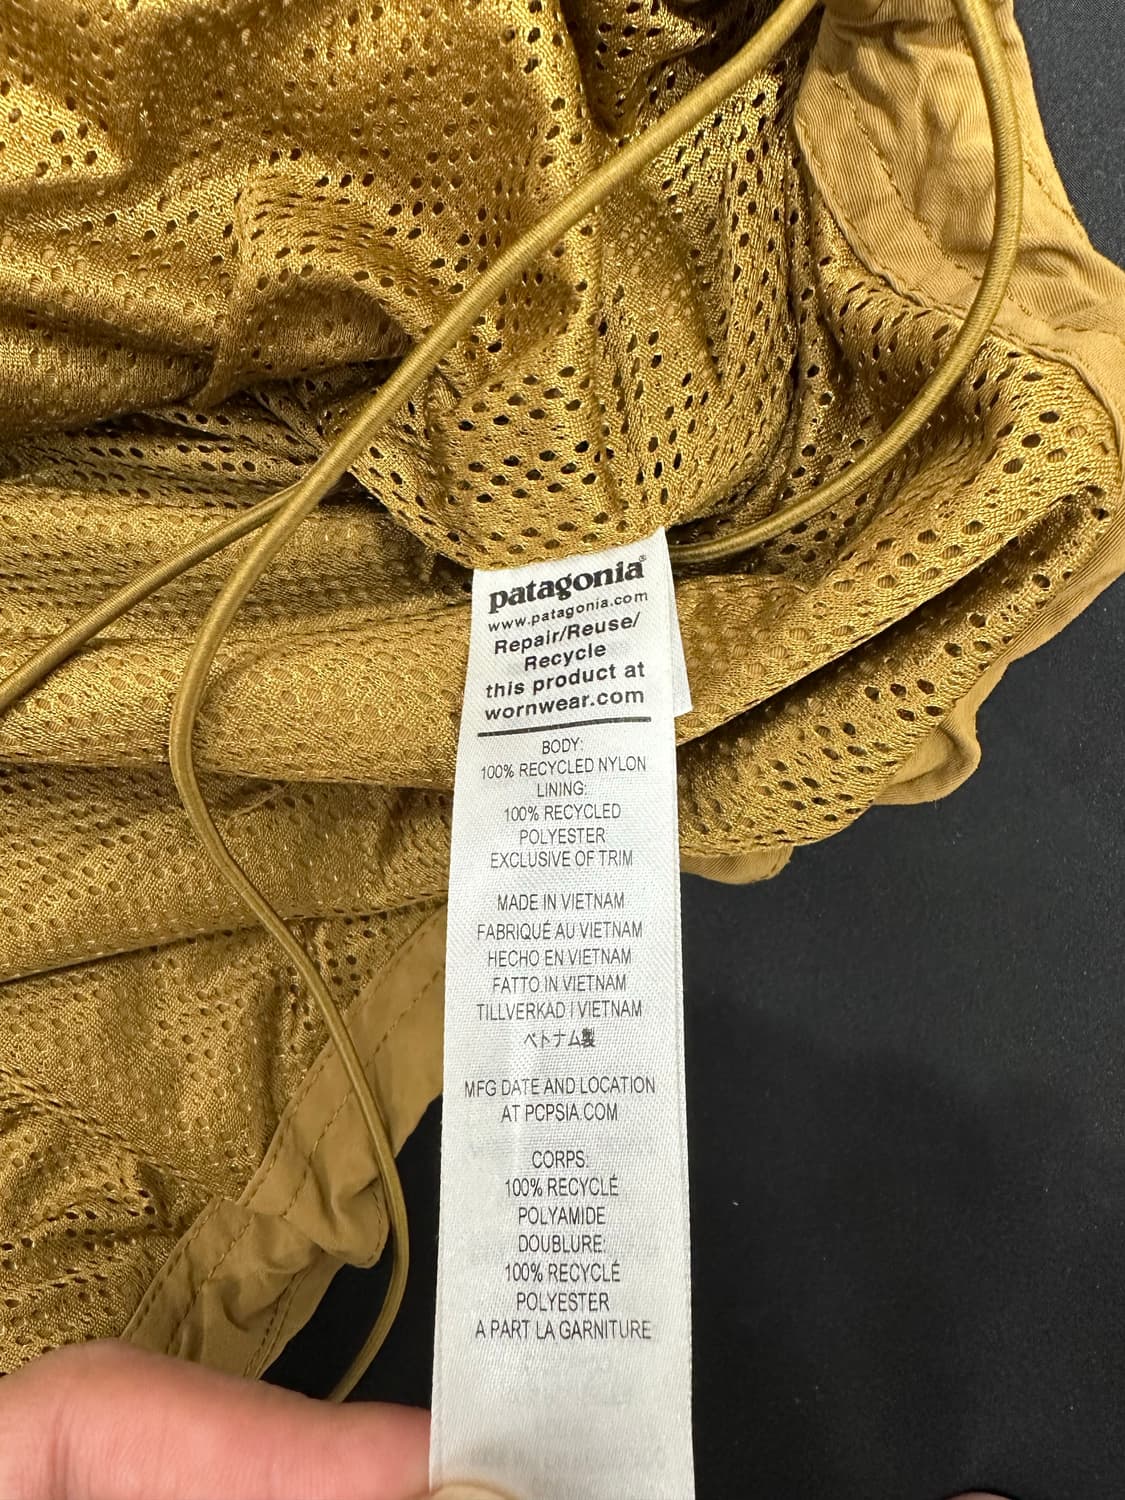 patagonia®
www.patagonia.com
Repair/Reuse/
Recycle
this product at
wornwear.com
BODY:
100% RECYCLED NYLON
LINING:
100% RECYCLED
POLYESTER
EXCLUSIVE OF TRIM
MADE IN VIETNAM
FABRIQUÉ AU VIETNAM
HECHO EN VIETNAM
FATTO IN VIETNAM
TILLVERKAD I VIETNAM
ベトナム製
MFG DATE AND LOCATION
AT PCPSIA.COM
CORPS:
100% RECYCLÉ
POLYAMIDE
DOUBLURE:
100% RECYCLÉ
POLYESTER
A PART LA GARNITURE